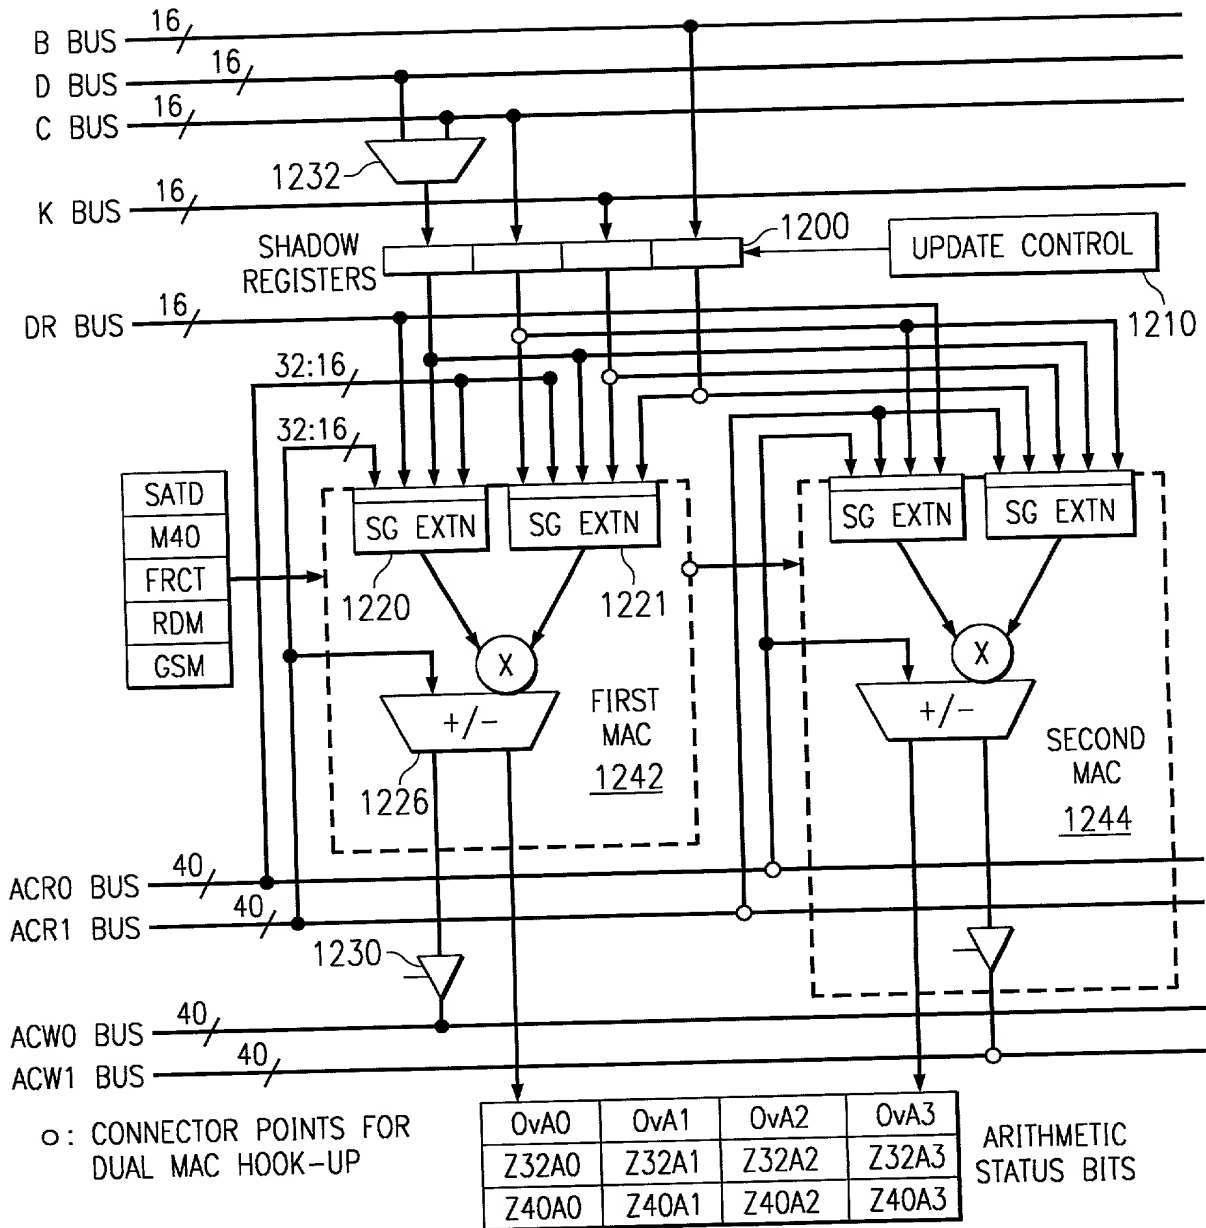 B BUS 16
D BUS 16
C BUS 16
1232
K BUS 16
SHADOW
REGISTERS
1200
UPDATE CONTROL
1210
DR BUS 16
32:16
32:16
SATD
M40
FRCT
RDM
GSM
SG EXTN
SG EXTN
SG EXTN
SG EXTN
1220
1221
X
X
+/-
+/-
FIRST
MAC
1242
1226
SECOND
MAC
1244
ACR0 BUS 40
ACR1 BUS 40
1230
ACW0 BUS 40
ACW1 BUS 40
o: CONNECTOR POINTS FOR
DUAL MAC HOOK-UP
OvA0 OvA1 OvA2 OvA3
Z32A0 Z32A1 Z32A2 Z32A3
Z40A0 Z40A1 Z40A2 Z40A3
ARITHMETIC
STATUS BITS